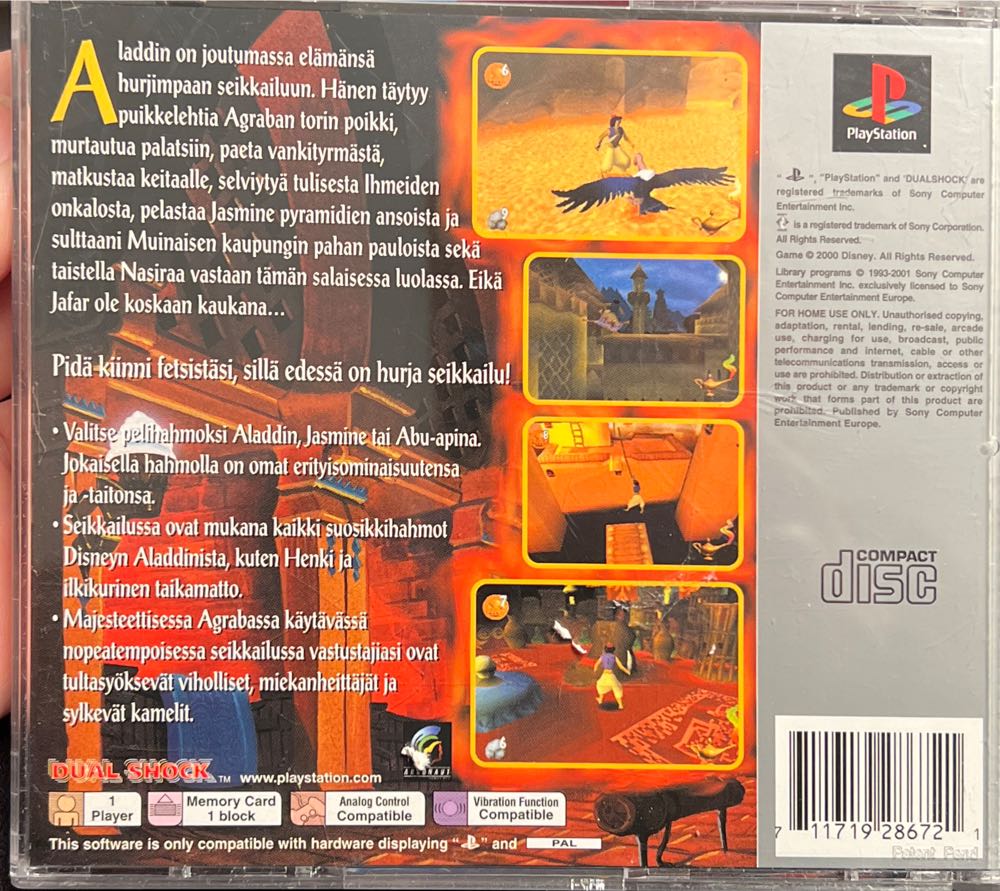 Aladdin on joutumassa elämänsä
hurjimpaan seikkailuun. Hänen täytyy
puikkelehtia Agraban torin poikki,
murtautua palatsiin, paeta vankityrmästä,
matkustaa keitaalle, selviytyä tulisesta Ihmeiden
onkalosta, pelastaa Jasmine pyramidien ansoista ja
sulttaani Muinaisen kaupungin pahan pauloista sekä
taistella Nasiraa vastaan tämän salaisessa luolassa. Eikä
Jafar ole koskaan kaukana...
Pidä kiinni fetsistäsi, sillä edessä on hurja seikkailu!
• Valitse pelihahmoksi Aladdin, Jasmine tai Abu-apina.
Jokaisella hahmolla on omat erityisominaisuutensa
ja -taitonsa.
• Seikkailussa ovat mukana kaikki suosikkihahmot
Disneyn Aladdinista, kuten Henki ja
ilkikurinen taikamatto.
• Majesteettisessa Agrabassa käytävässä
nopeatempoisessa seikkailussa vastustajiasi ovat
tultasyöksevät viholliset, miekanheittäjät ja
sylkevät kamelit.
DUAL SHOCK™ www.playstation.com
ARGONAUT
1
Player
Memory Card
1 block
Analog Control
Compatible
Vibration Function
Compatible
This software is only compatible with hardware displaying " " and PAL
6
9
8
7
6
PlayStation
" ", "PlayStation" and 'DUALSHOCK' are
registered trademarks of Sony Computer
Entertainment Inc.
is a registered trademark of Sony Corporation.
All Rights Reserved.
Game © 2000 Disney. All Rights Reserved.
Library programs © 1993-2001 Sony Computer
Entertainment Inc. exclusively licensed to Sony
Computer Entertainment Europe.
FOR HOME USE ONLY. Unauthorised copying,
adaptation, rental, lending, re-sale, arcade
use, charging for use, broadcast, public
performance and internet, cable or other
telecommunications transmission, access or
use are prohibited. Distribution or extraction of
this product or any trademark or copyright
work that forms part of this product are
prohibited. Published by Sony Computer
Entertainment Europe.
COMPACT
disc
7 11719 28672 1
Patent Pend